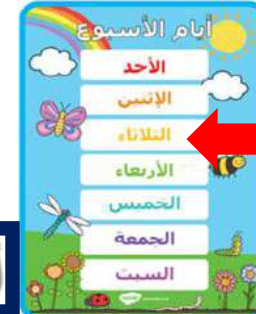 أيام الأسبوع
الأحد
الإثنين
الثلاثاء
الأربعاء
الخميس
الجمعة
السبت